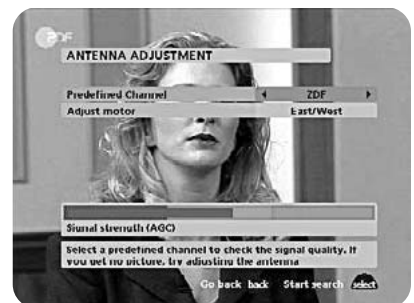 ZDF
ANTENNA ADJUSTMENT
Predefined Channel ZDF
Adjust motor East/West
Signal strength (AGC)
Select a predefined channel to check the signal quality. If
you get no picture, try adjusting the antenna
Go back back Start search select